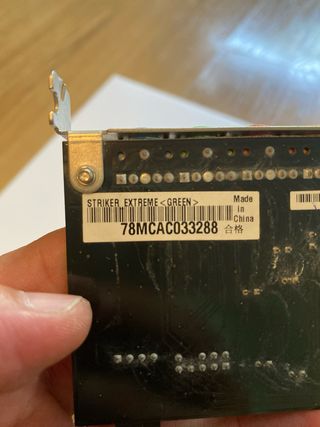 STRIKER EXTREME<GREEN>
Made
in
China
78MCAC033288 合格